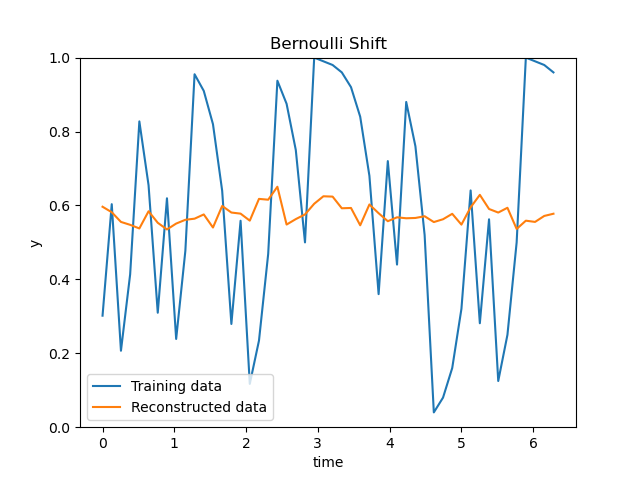 Bernoulli Shift
1.0
0.8
0.6
0.4
0.2
0.0
y
Training data
Reconstructed data
0 1 2 3 4 5 6
time